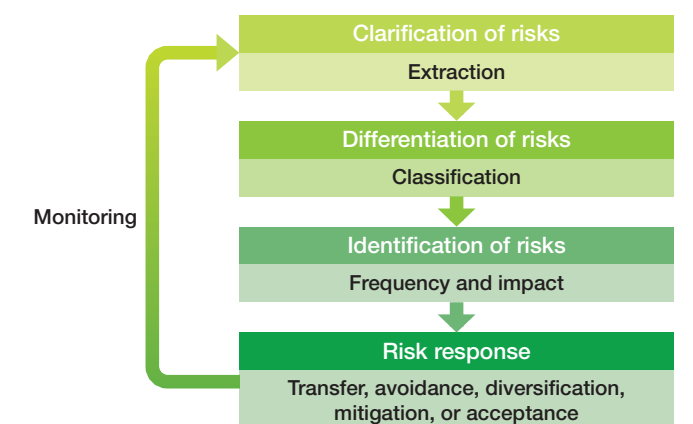 Clarification of risks
Extraction
Differentiation of risks
Classification
Monitoring
Identification of risks
Frequency and impact
Risk response
Transfer, avoidance, diversification,
mitigation, or acceptance